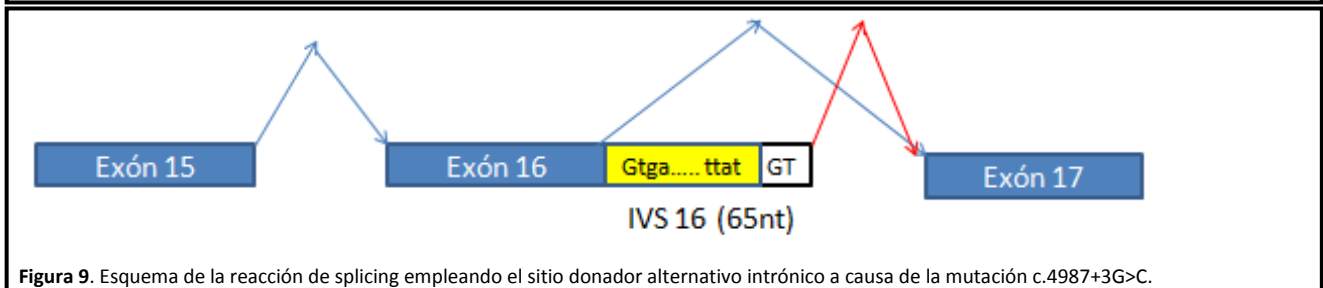 Exón 15
Exón 16
Gtga..... ttat
GT
Exón 17
IVS 16 (65nt)
Figura 9. Esquema de la reacción de splicing empleando el sitio donador alternativo intrónico a causa de la mutación c.4987+3G>C.